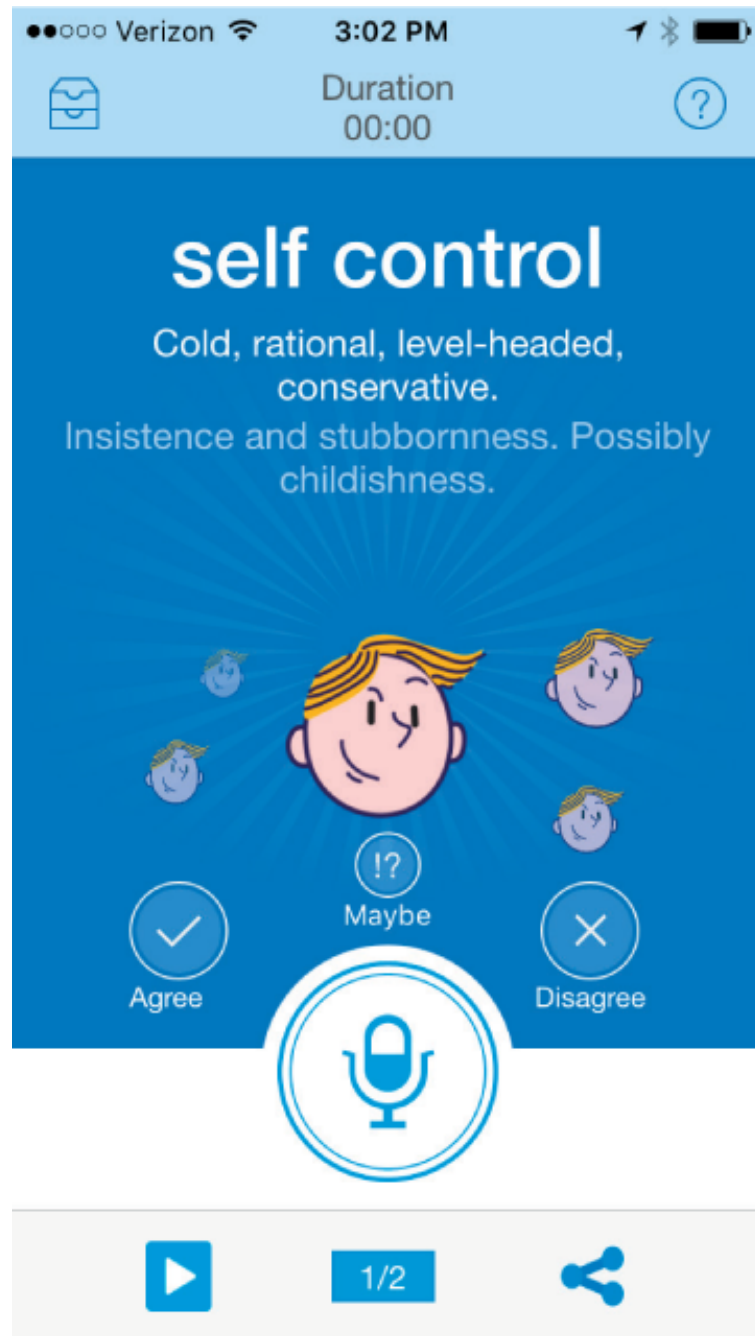 Verizon 3:02 PM
Duration
00:00
?
self control
Cold, rational, level-headed,
conservative.
Insistence and stubbornness. Possibly
childishness.
!?
Maybe
Agree
Disagree
1/2